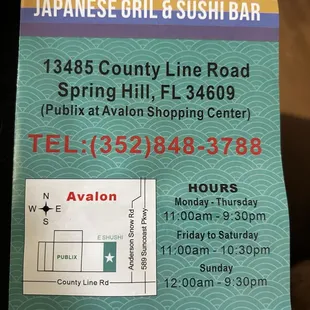 JAPANESE GRIL & SUSHI BAR
13485 County Line Road
Spring Hill, FL 34609
(Publix at Avalon Shopping Center)
TEL:(352)848-3788
Avalon
N
W
E
S
PUBLIX
E SHUSHI
Anderson Snow Rd
589 Suncoast Pkwy
County Line Rd
HOURS
Monday - Thursday
11:00am - 9:30pm
Friday to Saturday
11:00am - 10:30pm
Sunday
12:00am - 9:30pm